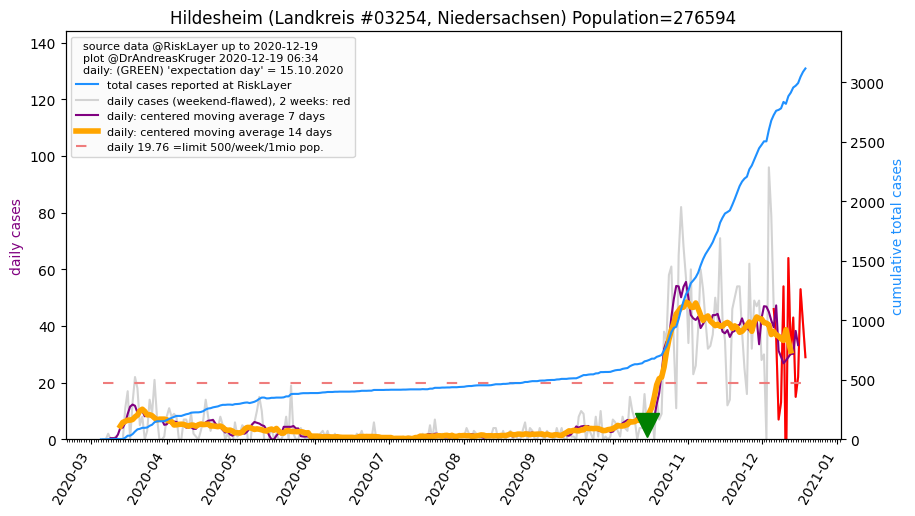 Hildesheim (Landkreis #03254, Niedersachsen) Population=276594
source data @RiskLayer up to 2020-12-19
plot @DrAndreasKruger 2020-12-19 06:34
daily: (GREEN) 'expectation day' = 15.10.2020
total cases reported at RiskLayer
daily cases (weekend-flawed), 2 weeks: red
daily: centered moving average 7 days
daily: centered moving average 14 days
daily 19.76 =limit 500/week/1mio pop.
daily cases
140
120
100
80
60
40
20
0
cumulative total cases
3000
2500
2000
1500
1000
500
0
2020-03
2020-04
2020-05
2020-06
2020-07
2020-08
2020-09
2020-10
2020-11
2020-12
2021-01